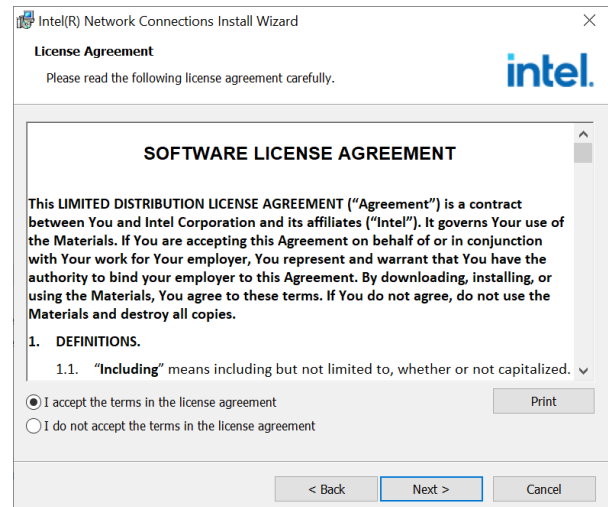 Intel(R) Network Connections Install Wizard
License Agreement
Please read the following license agreement carefully.
intel.
SOFTWARE LICENSE AGREEMENT
This LIMITED DISTRIBUTION LICENSE AGREEMENT (“Agreement”) is a contract
between You and Intel Corporation and its affiliates (“Intel”). It governs Your use of
the Materials. If You are accepting this Agreement on behalf of or in conjunction
with Your work for Your employer, You represent and warrant that You have the
authority to bind your employer to this Agreement. By downloading, installing, or
using the Materials, You agree to these terms. If You do not agree, do not use the
Materials and destroy all copies.
1. DEFINITIONS.
1.1. “Including” means including but not limited to, whether or not capitalized.
I accept the terms in the license agreement
Print
I do not accept the terms in the license agreement
< Back Next > Cancel